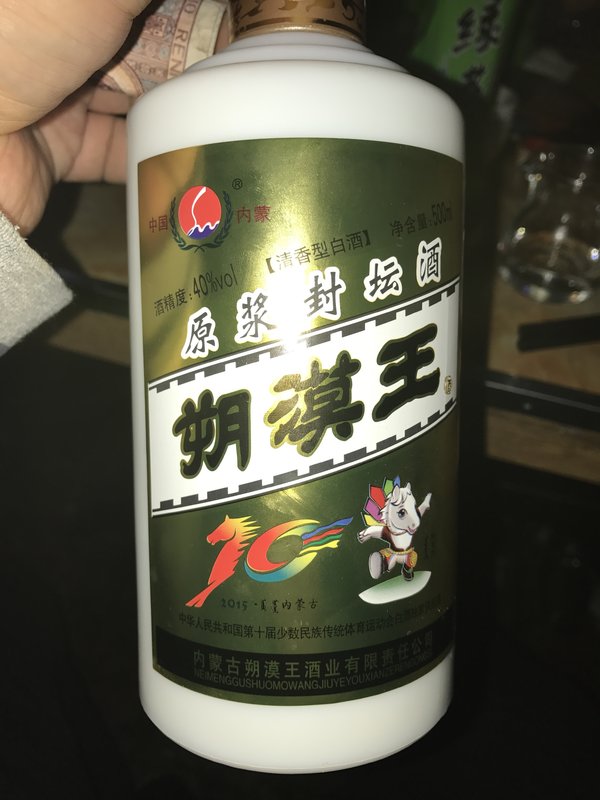 REN
绿
中国 ® 内蒙
酒精度:40%vol 【清香型白酒】 净含量:500ml
原浆封坛酒
朔漠王
10
2015·内蒙古
中华人民共和国第十届少数民族传统体育运动会
内蒙古朔漠王酒业有限责任公司
NEIMENGGUSHUOMOWANGJIUYEYOUXIANZERENGONGSI